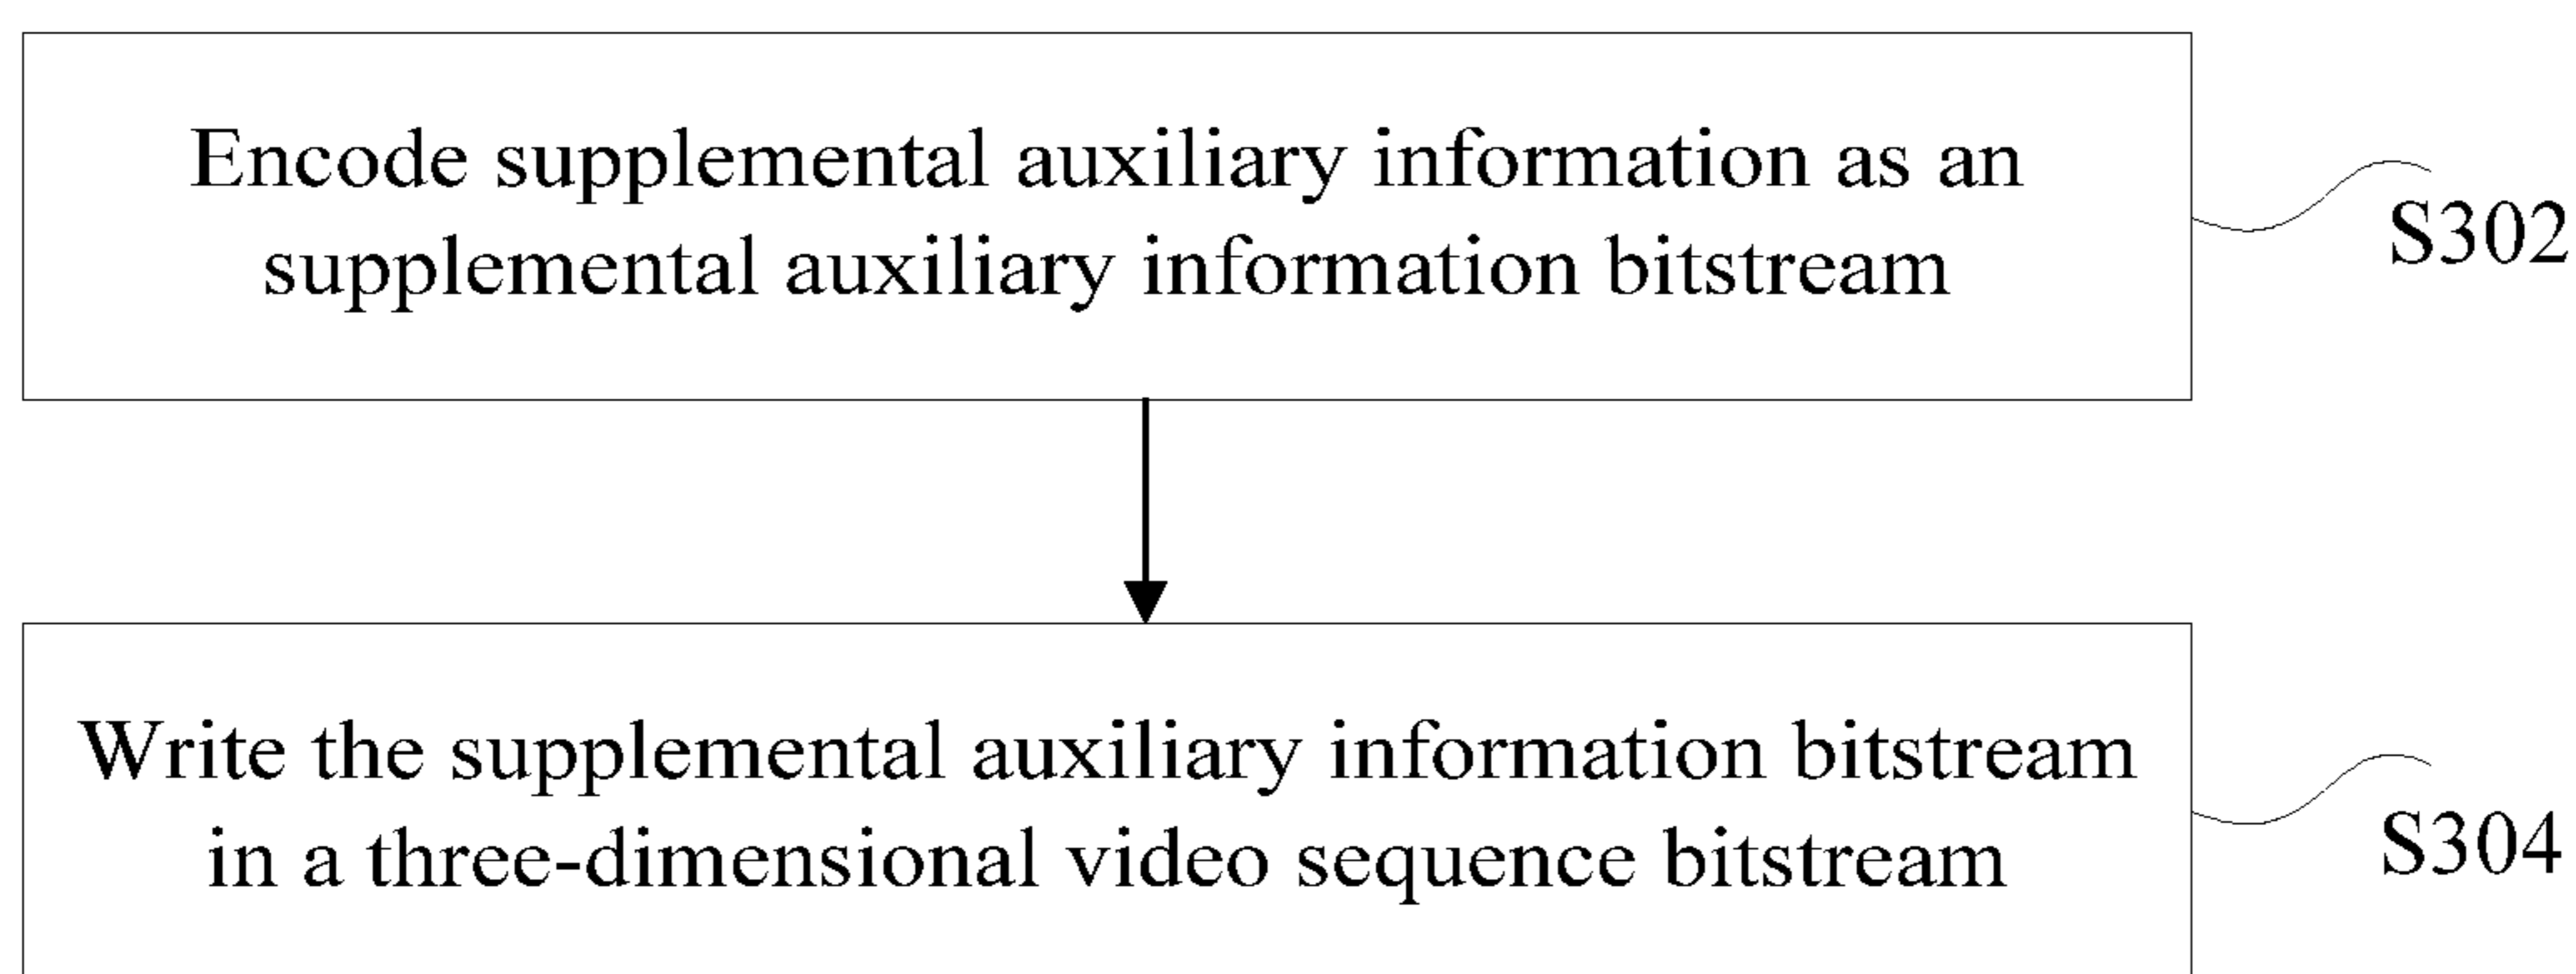 Encode supplemental auxiliary information as an
supplemental auxiliary information bitstream
S302
Write the supplemental auxiliary information bitstream
in a three-dimensional video sequence bitstream
S304